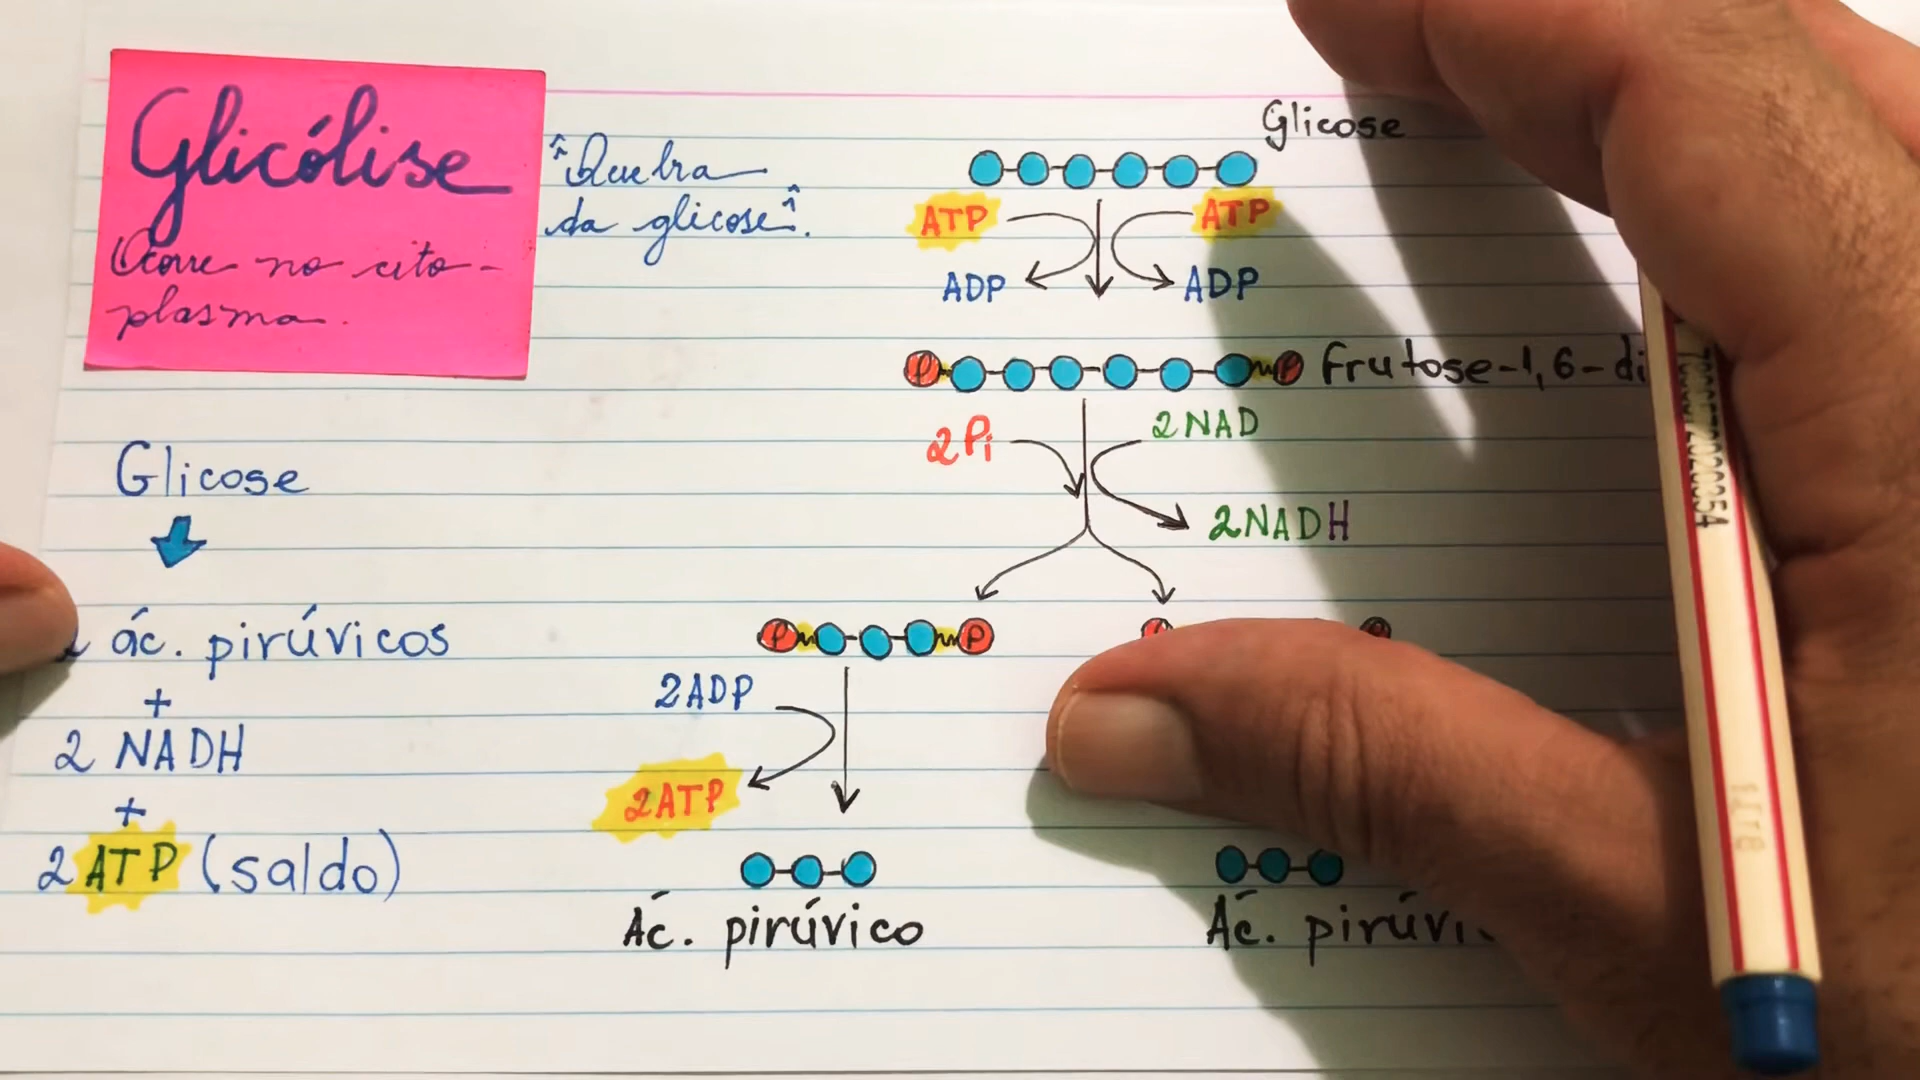 Glicólise
Ocorre no cito-
plasma.
"Quebra
da glicose".
Glicose
ATP ATP
ADP ADP
P P Frutose-1,6-di
2Pi 2NAD
2NADH
Glicose
ác. pirúvicos
+
2 NADH
+
2 ATP (saldo)
P P
2ADP
2ATP
Ác. pirúvico Ác. pirúvi